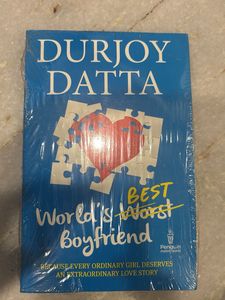 DURJOY
DATTA
BEST
World's Worst
Boyfriend
Penguin
BECAUSE EVERY ORDINARY GIRL DESERVES
AN EXTRAORDINARY LOVE STORY